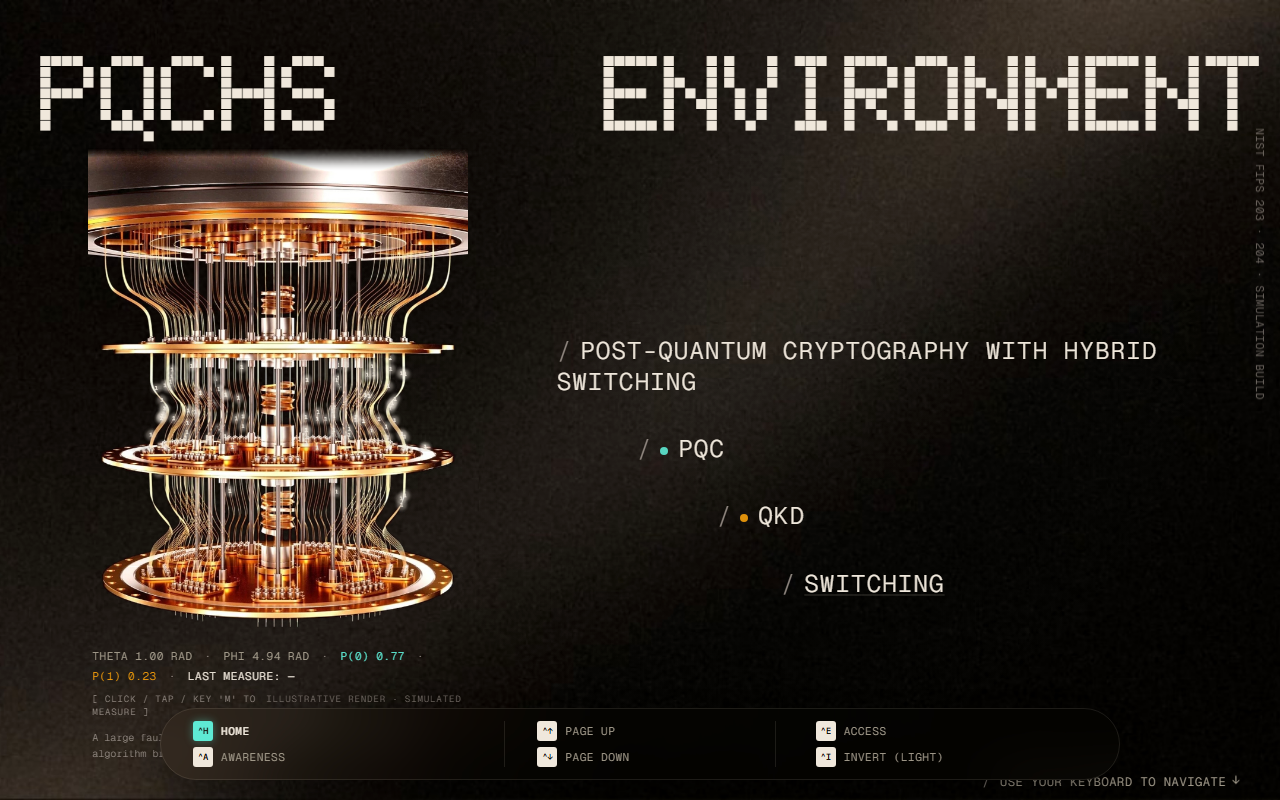 PQCHS ENVIRONMENT
NIST FIPS 203 · 204 · SIMULATION BUILD
/ POST-QUANTUM CRYPTOGRAPHY WITH HYBRID
SWITCHING
/ • PQC
/ • QKD
/ SWITCHING
THETA 1.00 RAD · PHI 4.94 RAD · P(0) 0.77 ·
P(1) 0.23 · LAST MEASURE: —
[ CLICK / TAP / KEY 'M' TO MEASURE ]
ILLUSTRATIVE RENDER · SIMULATED
A large
algorithm
^H HOME
^A AWARENESS
^↑ PAGE UP
^↓ PAGE DOWN
^E ACCESS
^I INVERT (LIGHT)
/ USE YOUR KEYBOARD TO NAVIGATE ↓